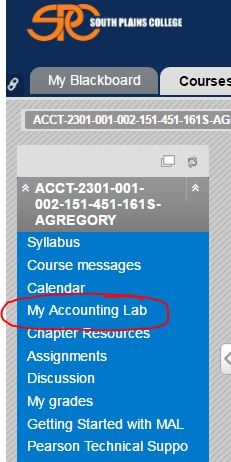 SPC SOUTH PLAINS COLLEGE
My Blackboard
Courses
ACCT-2301-001-002-151-451-161S-AG
ACCT-2301-001-
002-151-451-161S-
AGREGORY
Syllabus
Course messages
Calendar
My Accounting Lab
Chapter Resources
Assignments
Discussion
My grades
Getting Started with MAL
Pearson Technical Suppo